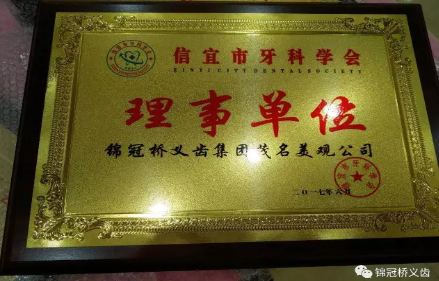 信宜市牙科学会
XINYI CITY DENTAL SOCIETY
理事单位
锦冠桥义齿集团茂名美观公司
二〇一七年六月
锦冠桥义齿